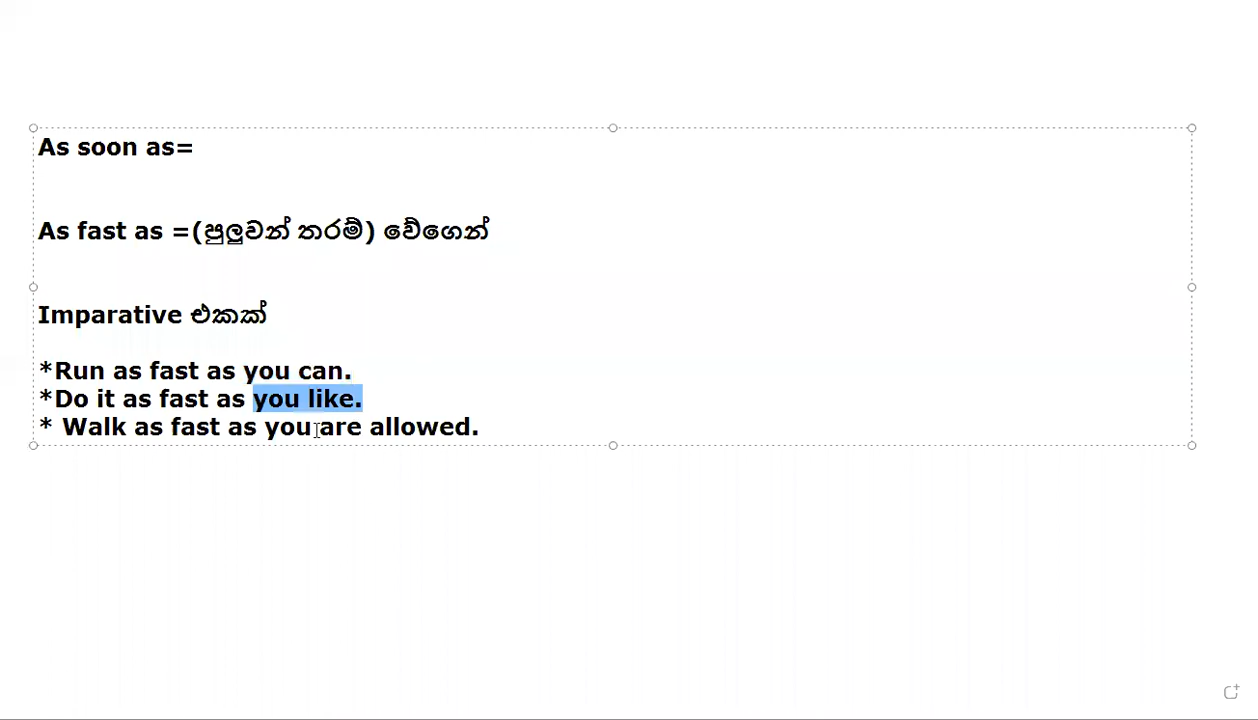 As soon as=
As fast as =(පුලුවන් තරම්) වේගෙන්
Imparative එකක්
*Run as fast as you can.
*Do it as fast as you like.
* Walk as fast as you are allowed.